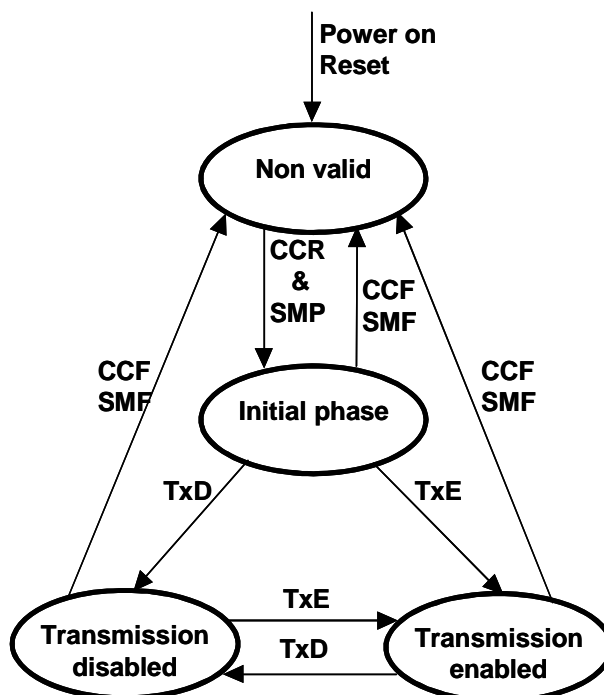 Power on
Reset
Non valid
CCR
&
SMP
CCF
SMF
CCF
SMF
CCF
SMF
Initial phase
TxD
TxE
TxE
Transmission
disabled
TxD
Transmission
enabled